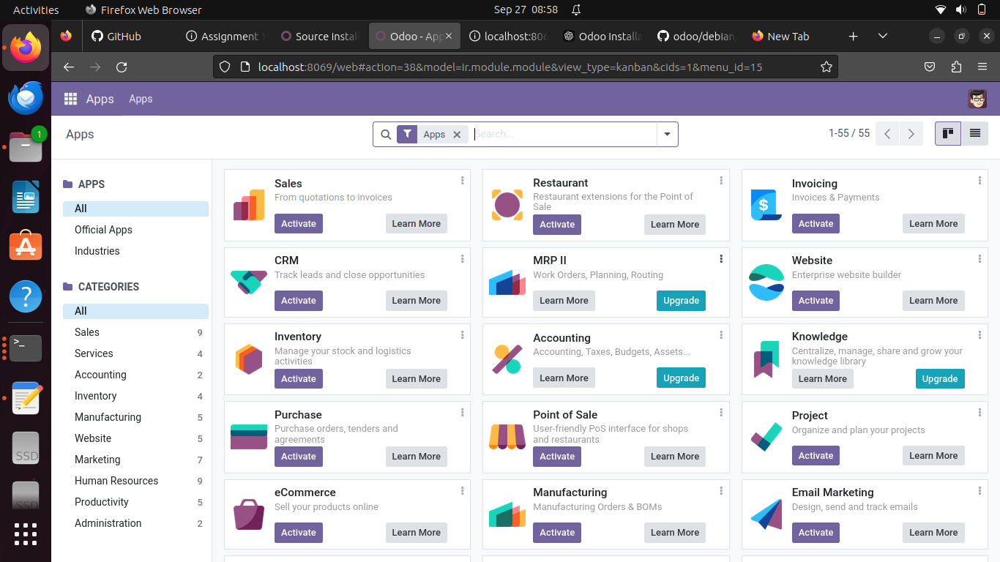 Activities
Firefox Web Browser
Sep 27 08:58
GitHub
Assignment
Source instal
Odoo - App
localhost:806
Odoo Installa
odoo/debian
New Tab
localhost:8069/web#action=38&model=ir.module.module&view_type=kanban&cids=1&menu_id=15
1
Apps
Apps
Apps
Apps
Search...
1-55 / 55
APPS
All
Official Apps
Industries
CATEGORIES
All
Sales 9
Services 4
Accounting 2
Inventory 4
Manufacturing 5
Website 5
Marketing 7
Human Resources 9
Productivity 5
Administration 2
Sales
From quotations to invoices
Activate
Learn More
Restaurant
Restaurant extensions for the Point of
Sale
Activate
Learn More
Invoicing
Invoices & Payments
Activate
Learn More
CRM
Track leads and close opportunities
Activate
Learn More
MRP II
Work Orders, Planning, Routing
Learn More
Upgrade
Website
Enterprise website builder
Activate
Learn More
Inventory
Manage your stock and logistics
activities
Activate
Learn More
Accounting
Accounting, Taxes, Budgets, Assets...
Learn More
Upgrade
Knowledge
Centralize, manage, share and grow your
knowledge library
Learn More
Upgrade
Purchase
Purchase orders, tenders and
agreements
Activate
Learn More
Point of Sale
User-friendly PoS interface for shops
and restaurants
Activate
Learn More
Project
Organize and plan your projects
Activate
Learn More
eCommerce
Sell your products online
Activate
Learn More
Manufacturing
Manufacturing Orders & BOMs
Activate
Learn More
Email Marketing
Design, send and track emails
Activate
Learn More
SSD
SSD